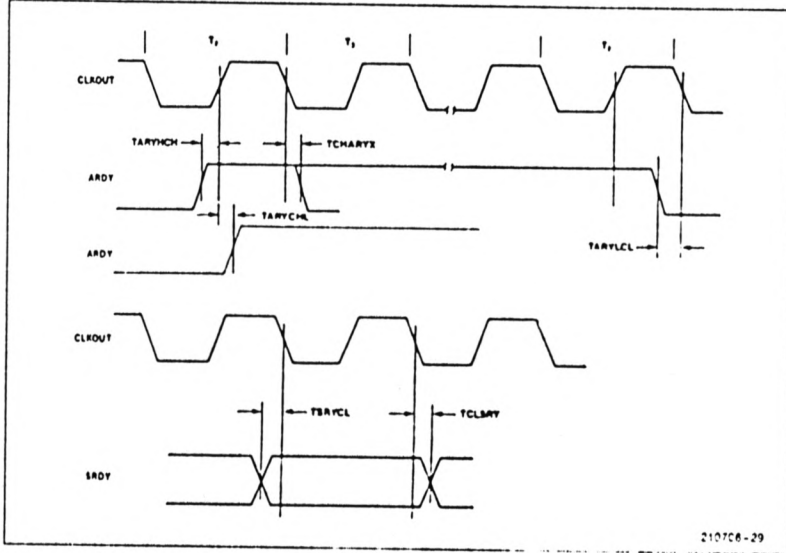 T₂ T₃ T₄
CLKOUT
TARYHCH TCHARYX
ARDY
TARYCHL
ARDY TARYLCL
CLKOUT
TSRYCL TCLSRY
SRDY
210706-29